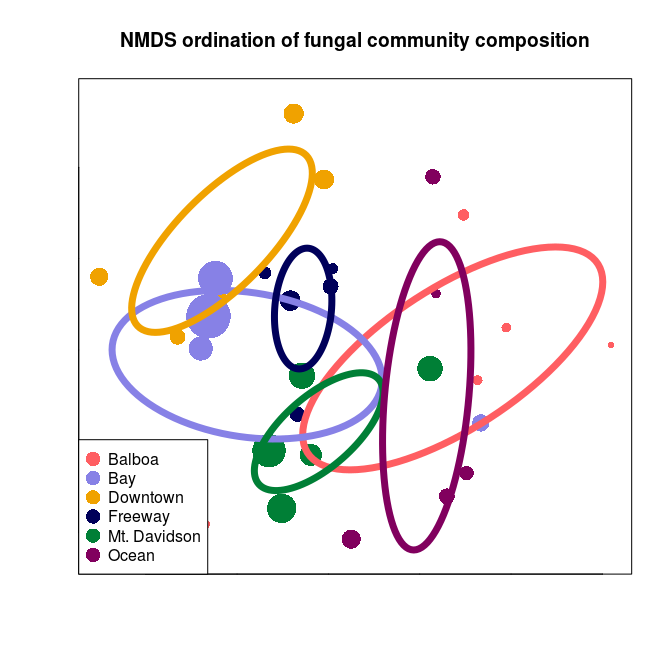 NMDS ordination of fungal community composition
Balboa
Bay
Downtown
Freeway
Mt. Davidson
Ocean